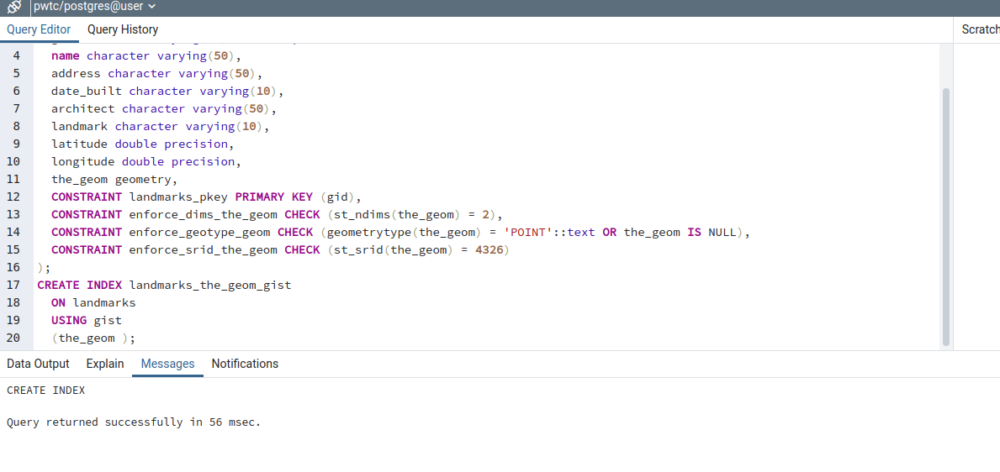 pwtc/postgres@user
Query Editor Query History Scratch
4 name character varying(50),
5 address character varying(50),
6 date_built character varying(10),
7 architect character varying(50),
8 landmark character varying(10),
9 latitude double precision,
10 longitude double precision,
11 the_geom geometry,
12 CONSTRAINT landmarks_pkey PRIMARY KEY (gid),
13 CONSTRAINT enforce_dims_the_geom CHECK (st_ndims(the_geom) = 2),
14 CONSTRAINT enforce_geotype_geom CHECK (geometrytype(the_geom) = 'POINT'::text OR the_geom IS NULL),
15 CONSTRAINT enforce_srid_the_geom CHECK (st_srid(the_geom) = 4326)
16 );
17 CREATE INDEX landmarks_the_geom_gist
18 ON landmarks
19 USING gist
20 (the_geom );
Data Output Explain Messages Notifications
CREATE INDEX
Query returned successfully in 56 msec.